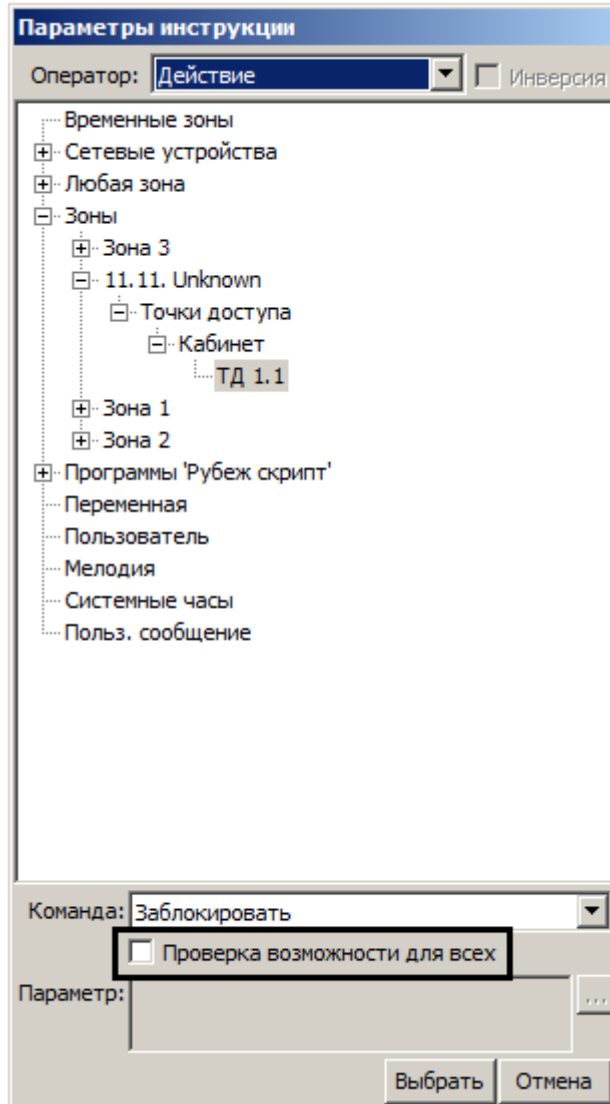 Параметры инструкции
Оператор: Действие Инверсия
Временные зоны
Сетевые устройства
Любая зона
Зоны
Зона 3
11.11. Unknown
Точки доступа
Кабинет
ТД 1.1
Зона 1
Зона 2
Программы 'Рубеж скрипт'
Переменная
Пользователь
Мелодия
Системные часы
Польз. сообщение
Команда: Заблокировать
Проверка возможности для всех
Параметр: ...
Выбрать Отмена